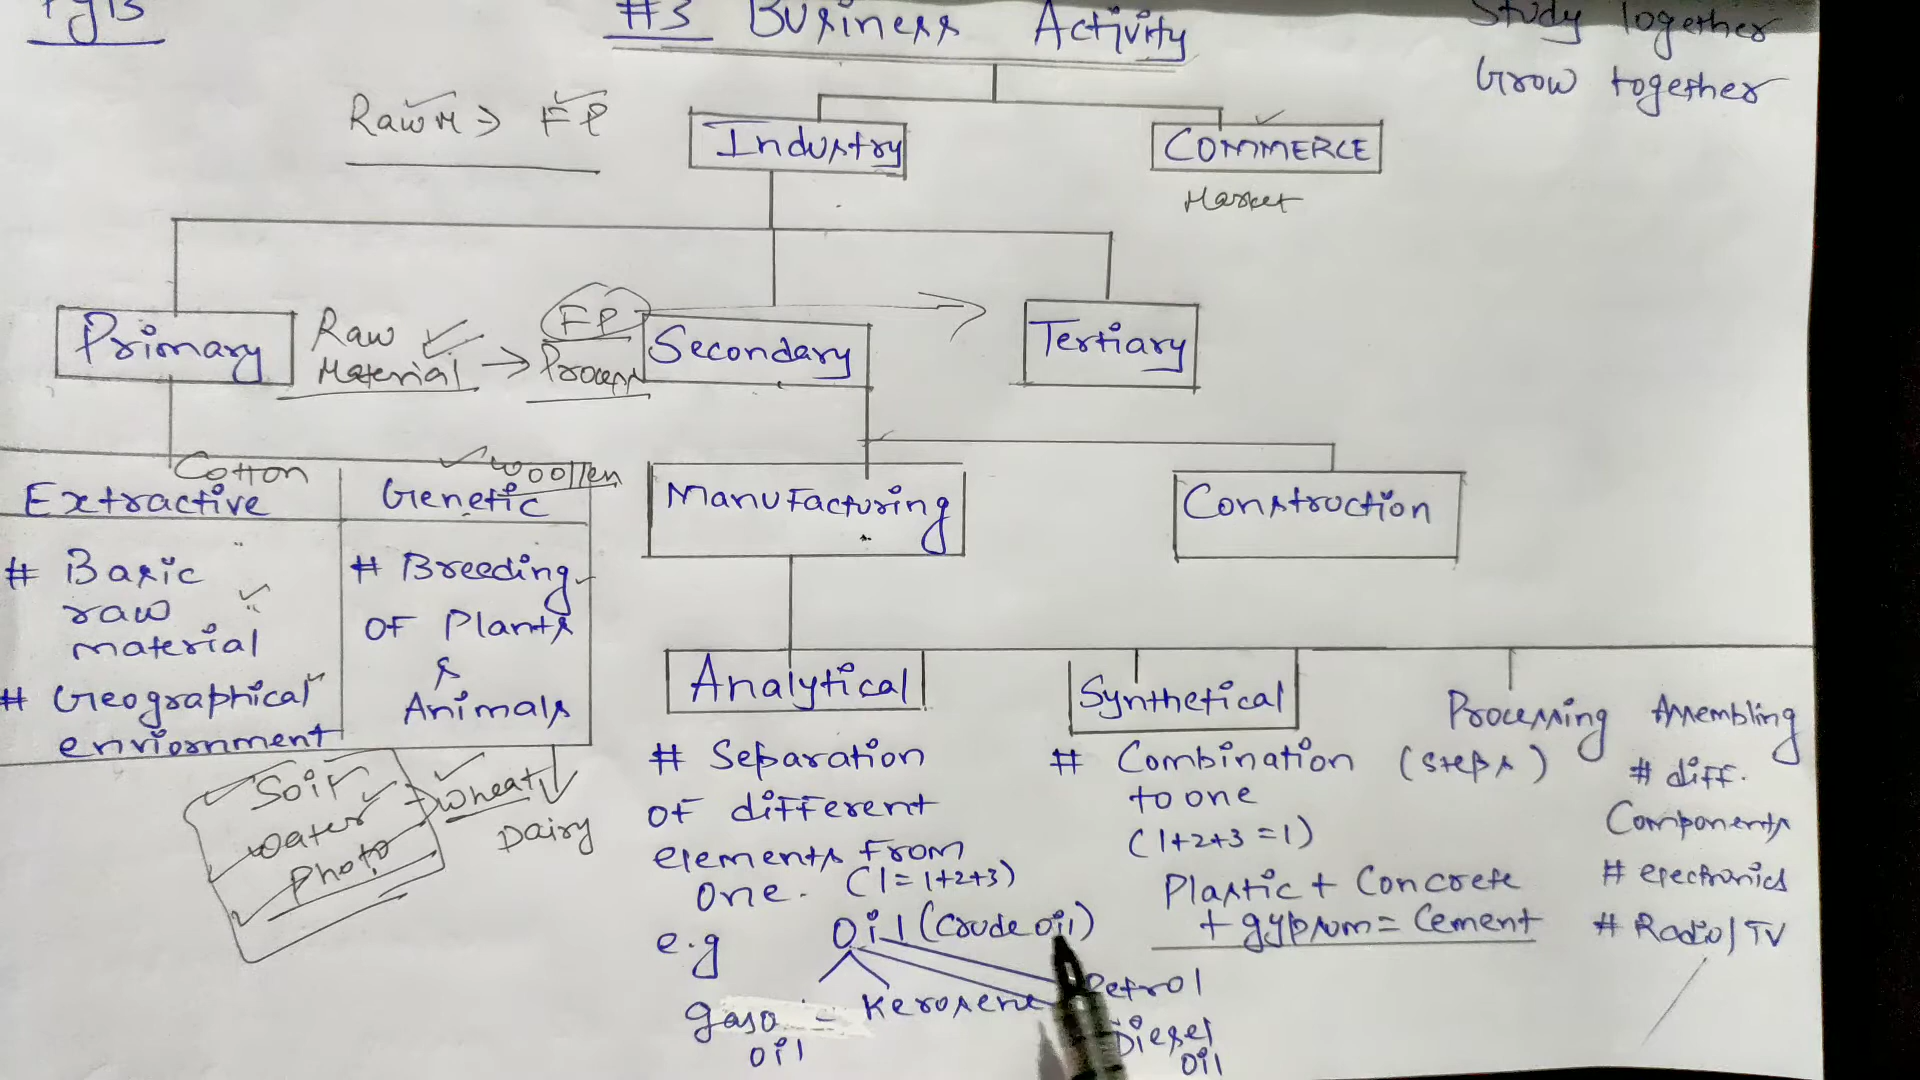 #3 Business Activity
Study Together
Grow together
Raw M → FP
Industry
COMMERCE
Market
Primary
Raw
Material → Process
FP
Secondary
Tertiary
Cotton
Woollen
Extractive
Genetic
Manufacturing
Construction
# Basic
raw
material
# Geographical
enviornment
# Breeding
of Plants
&
Animals
Soil
water
Photo
wheat
Dairy
Analytical
# Separation
of different
elements from
one. (1=1+2+3)
e.g Oil (crude oil)
gaso
oil
Kerosene
Petrol
Diesel
oil
Synthetical
# Combination
to one
(1+2+3=1)
Plastic + Concrete
+ gypsum = Cement
Processing
(steps)
Assembling
# diff.
Components
# electronics
# Radio/TV